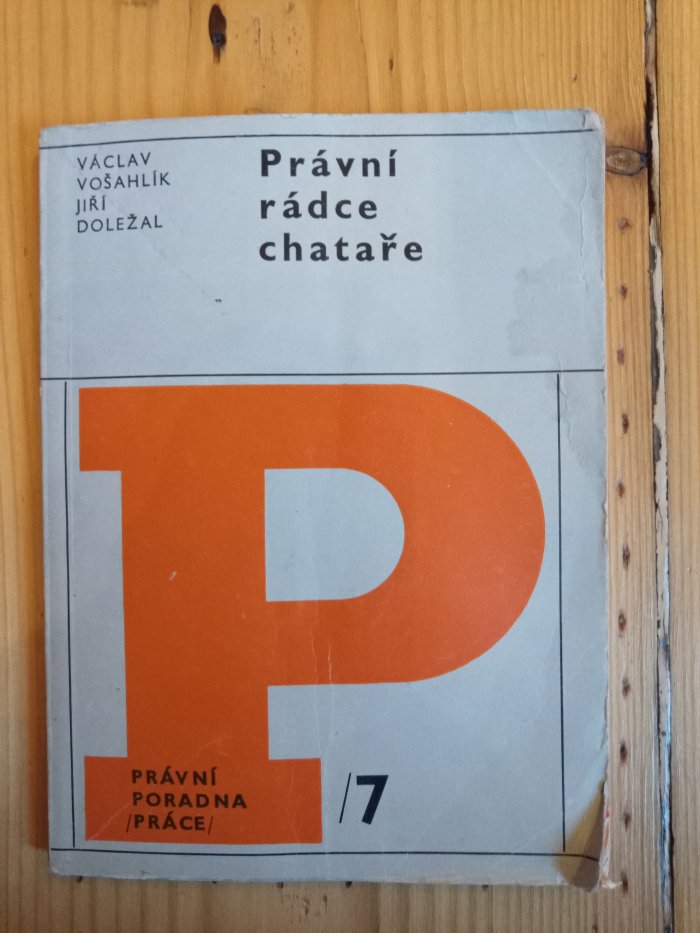 VÁCLAV
VOŠAHLÍK
JIŘÍ
DOLEŽAL
Právní
rádce
chataře
PRÁVNÍ
PORADNA
/PRÁCE/
/7